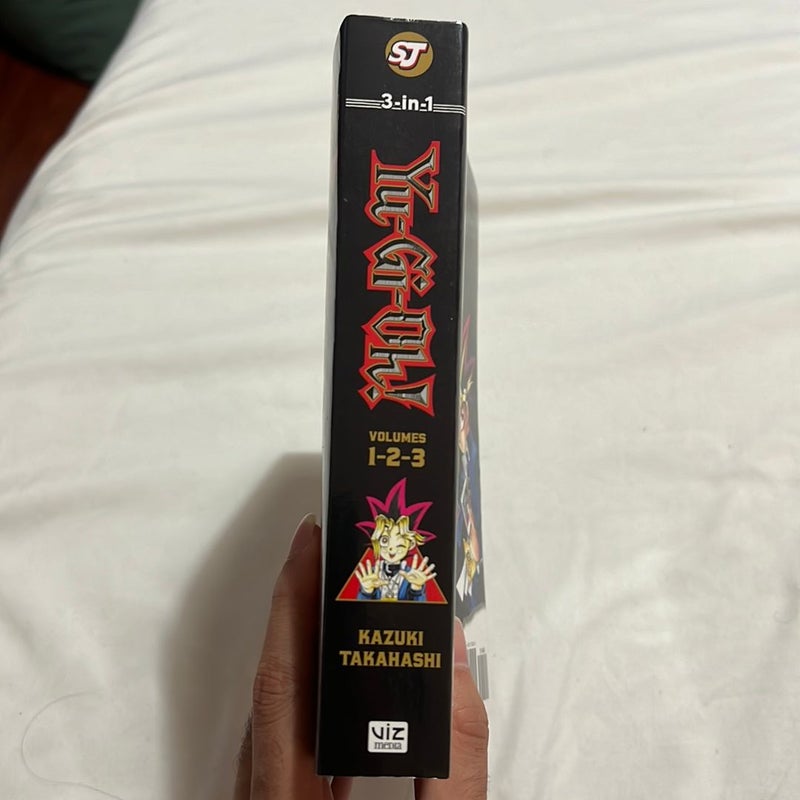 SJ
3-in-1
Yu-Gi-Oh!
VOLUMES
1-2-3
KAZUKI
TAKAHASHI
VIZ
media